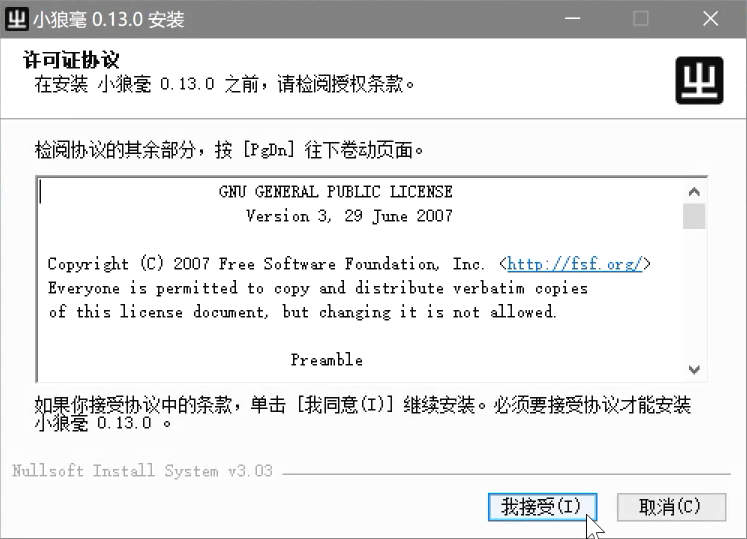 小狼毫 0.13.0 安装
许可证协议
在安装 小狼毫 0.13.0 之前，请检阅授权条款。
检阅协议的其余部分，按 [PgDn] 往下卷动页面。
GNU GENERAL PUBLIC LICENSE
Version 3, 29 June 2007
Copyright (C) 2007 Free Software Foundation, Inc. <http://fsf.org/>
Everyone is permitted to copy and distribute verbatim copies
of this license document, but changing it is not allowed.
Preamble
如果你接受协议中的条款，单击 [我同意(I)] 继续安装。必须要接受协议才能安装
小狼毫 0.13.0 。
Nullsoft Install System v3.03
我接受(I)
取消(C)